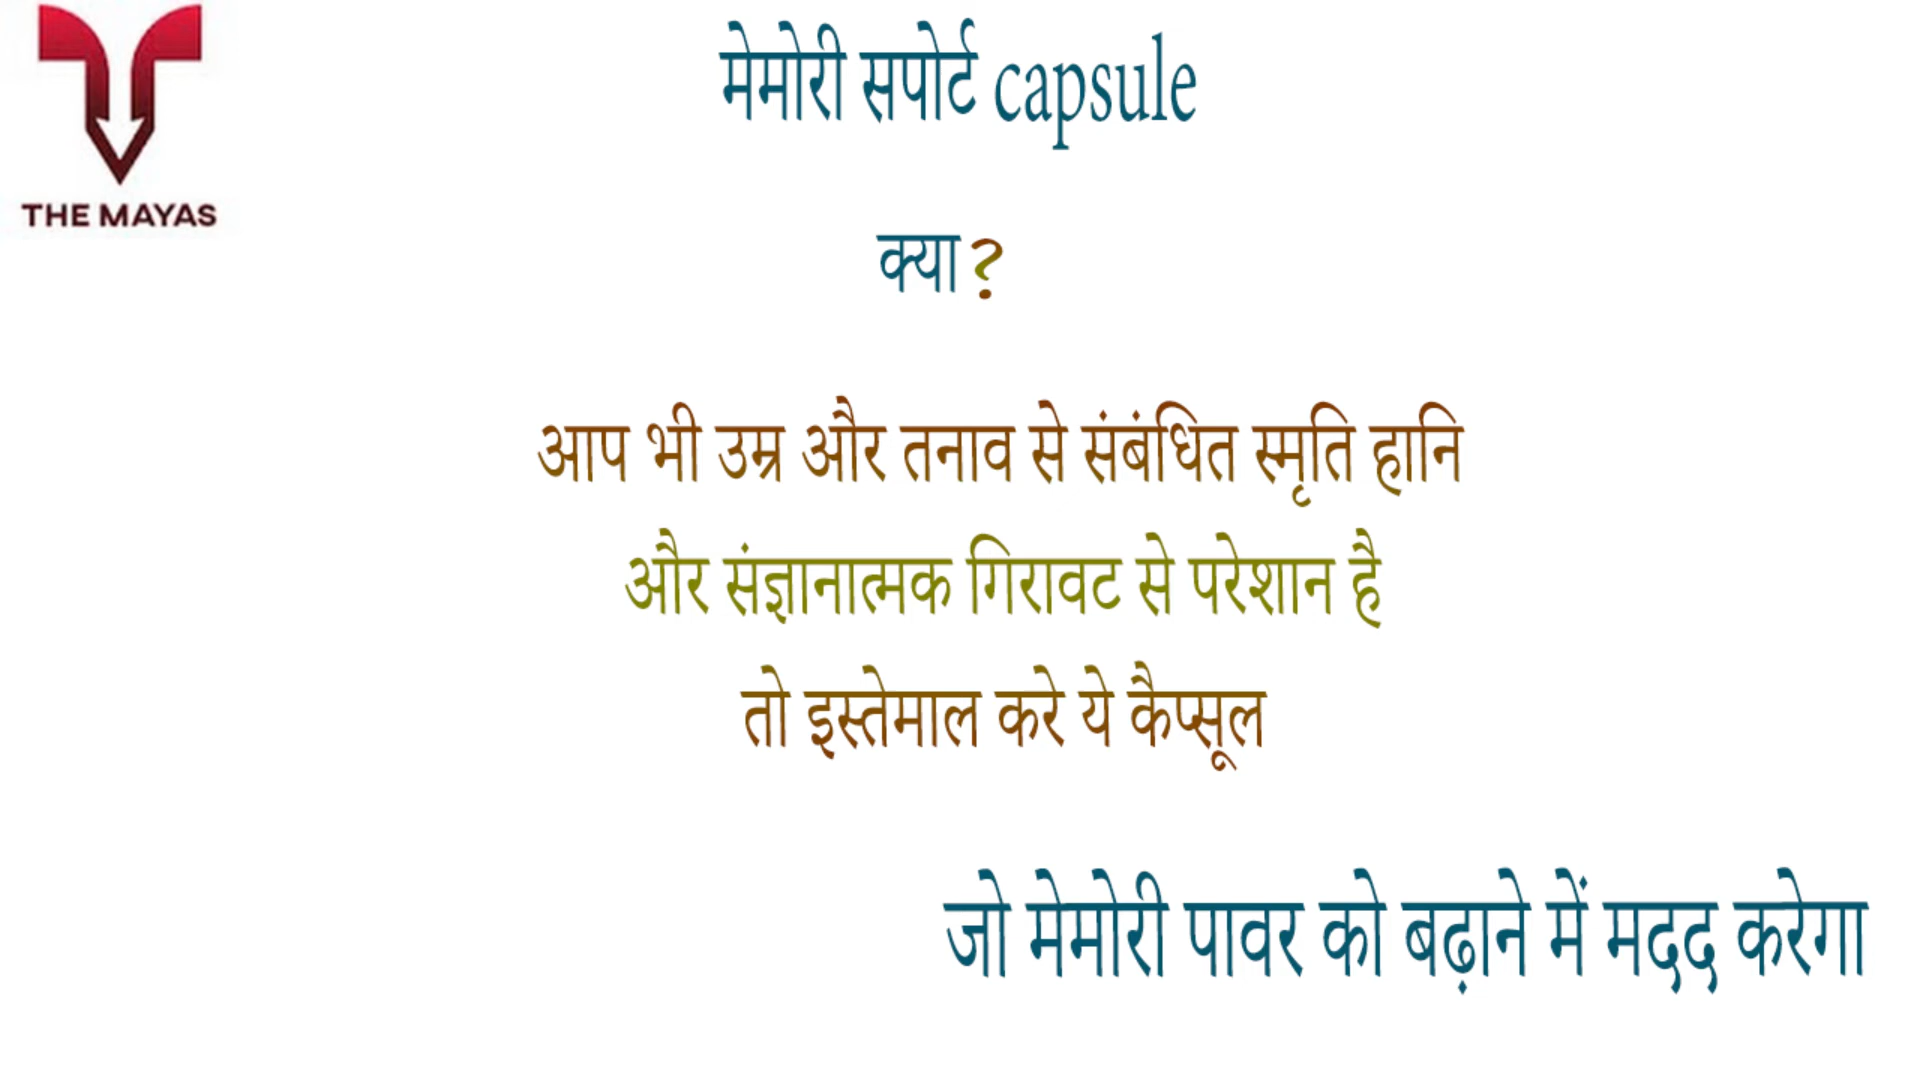 THE MAYAS
मेमोरी सपोर्ट capsule
क्या?
आप भी उम्र और तनाव से संबंधित स्मृति हानि
और संज्ञानात्मक गिरावट से परेशान है
तो इस्तेमाल करे ये कैप्सूल
जो मेमोरी पावर को बढ़ाने में मदद करेगा